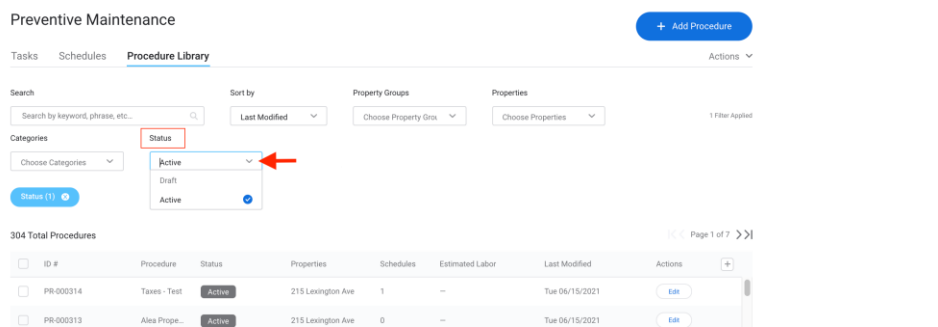 Preventive Maintenance
+ Add Procedure
Tasks Schedules Procedure Library Actions
Search Sort by Property Groups Properties
Search by keyword, phrase, etc... Last Modified Choose Property Grou Choose Properties 1 Filter Applied
Categories Status
Choose Categories Active
Draft
Active
Status (1)
304 Total Procedures Page 1 of 7
ID # Procedure Status Properties Schedules Estimated Labor Last Modified Actions +
PR-000314 Taxes - Test Active 215 Lexington Ave 1 — Tue 06/15/2021 Edit
PR-000313 Alea Prope... Active 215 Lexington Ave 0 — Tue 06/15/2021 Edit